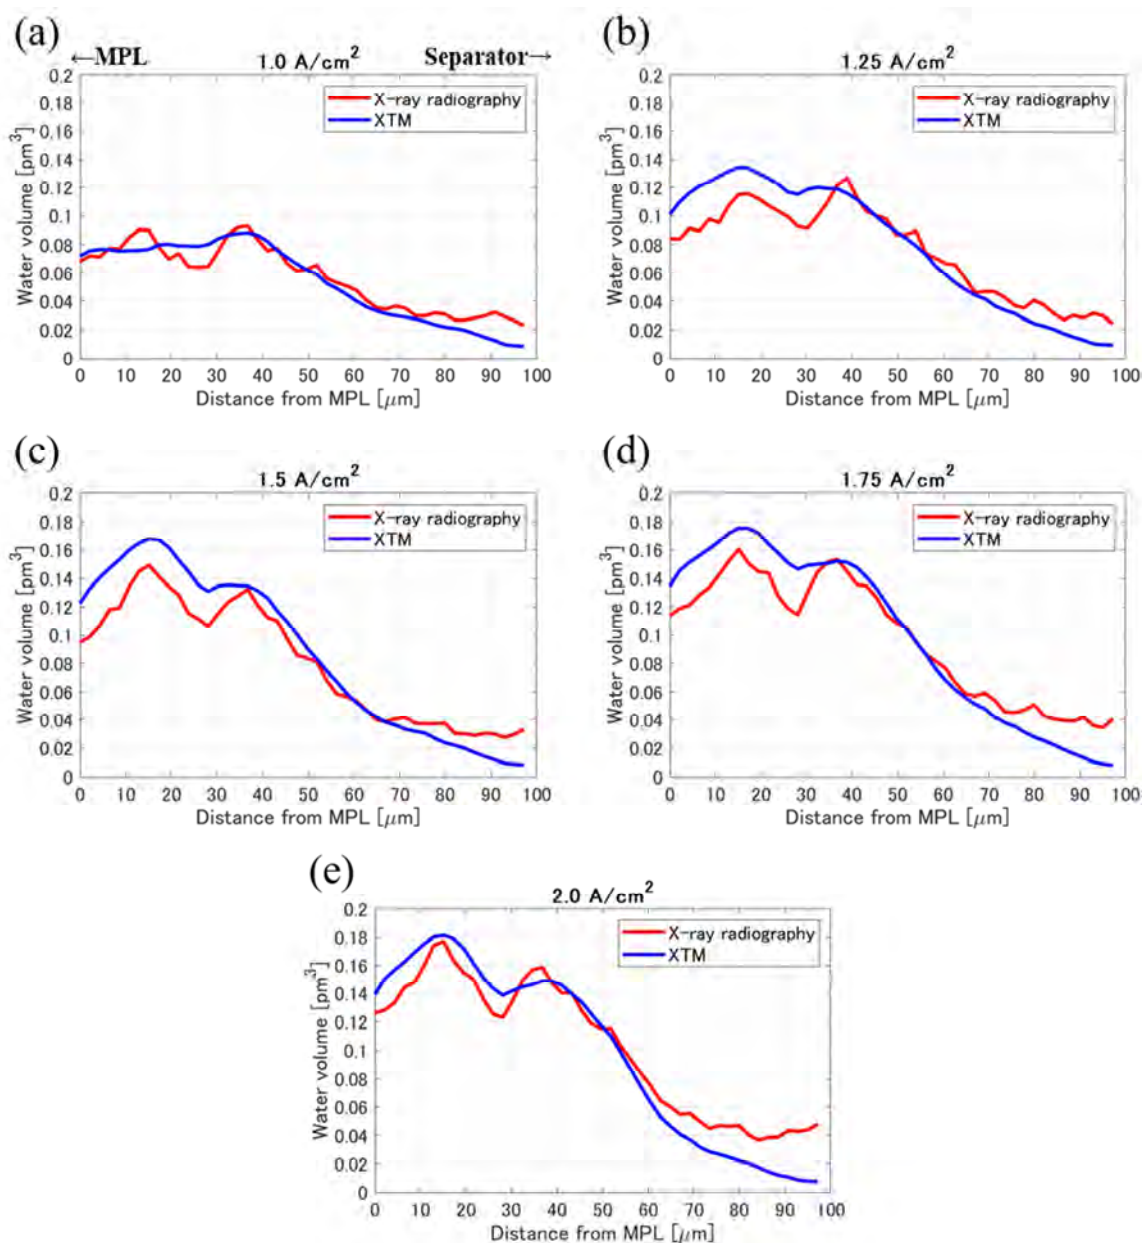 (a)
←MPL 1.0 A/cm² Separator→
0.2
0.18
0.16
0.14
0.12
0.1
0.08
0.06
0.04
0.02
0
Water volume [pm³]
X-ray radiography
XTM
0 10 20 30 40 50 60 70 80 90 100
Distance from MPL [μm]
(b)
1.25 A/cm²
0.2
0.18
0.16
0.14
0.12
0.1
0.08
0.06
0.04
0.02
0
Water volume [pm³]
X-ray radiography
XTM
0 10 20 30 40 50 60 70 80 90 100
Distance from MPL [μm]
(c)
1.5 A/cm²
0.2
0.18
0.16
0.14
0.12
0.1
0.08
0.06
0.04
0.02
0
Water volume [pm³]
X-ray radiography
XTM
0 10 20 30 40 50 60 70 80 90 100
Distance from MPL [μm]
(d)
1.75 A/cm²
0.2
0.18
0.16
0.14
0.12
0.1
0.08
0.06
0.04
0.02
0
Water volume [pm³]
X-ray radiography
XTM
0 10 20 30 40 50 60 70 80 90 100
Distance from MPL [μm]
(e)
2.0 A/cm²
0.2
0.18
0.16
0.14
0.12
0.1
0.08
0.06
0.04
0.02
0
Water volume [pm³]
X-ray radiography
XTM
0 10 20 30 40 50 60 70 80 90 100
Distance from MPL [μm]